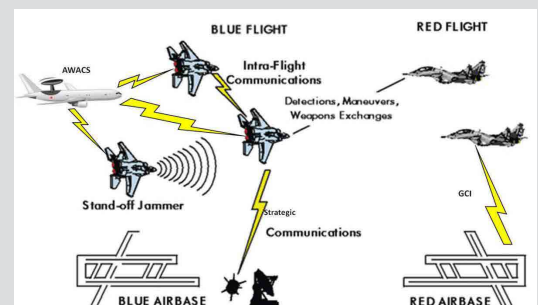 BLUE FLIGHT
RED FLIGHT
AWACS
Intra-Flight
Communications
Detections, Maneuvers,
Weapons Exchanges
GCI
Stand-off Jammer
Strategic
Communications
BLUE AIRBASE
RED AIRBASE